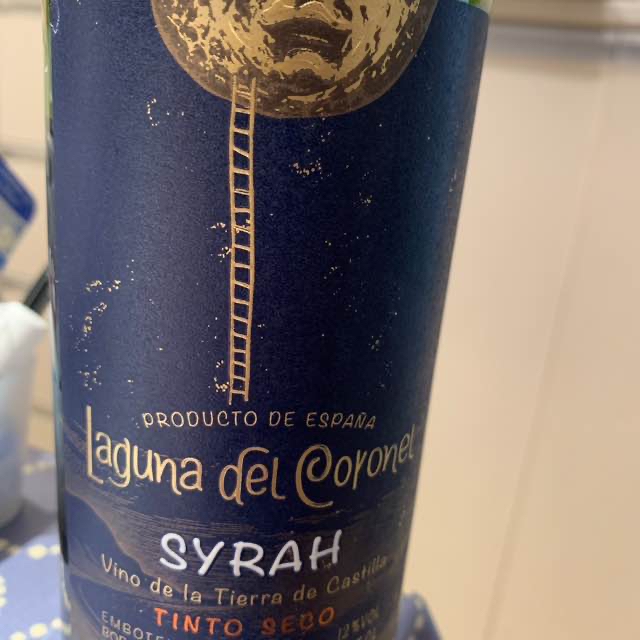 PRODUCTO DE ESPAÑA
Laguna del Coronel
SYRAH
Vino de la Tierra de Castilla
TINTO SECO